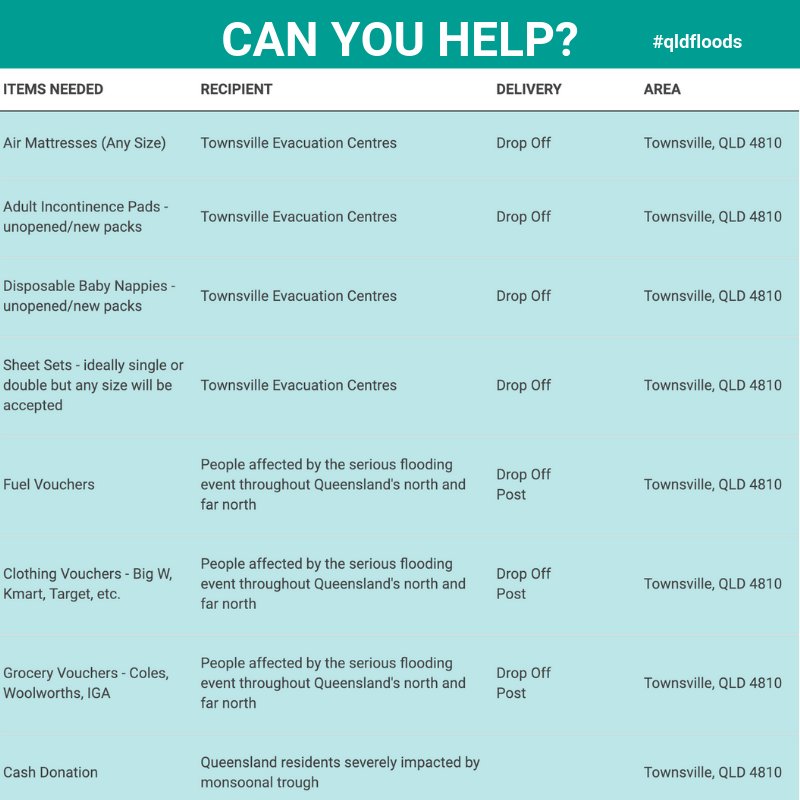 CAN YOU HELP? #qldfloods
ITEMS NEEDED RECIPIENT DELIVERY AREA
Air Mattresses (Any Size) Townsville Evacuation Centres Drop Off Townsville, QLD 4810
Adult Incontinence Pads -
unopened/new packs
Townsville Evacuation Centres Drop Off Townsville, QLD 4810
Disposable Baby Nappies -
unopened/new packs
Townsville Evacuation Centres Drop Off Townsville, QLD 4810
Sheet Sets - ideally single or
double but any size will be
accepted
Townsville Evacuation Centres Drop Off Townsville, QLD 4810
Fuel Vouchers
People affected by the serious flooding
event throughout Queensland's north and
far north
Drop Off
Post
Townsville, QLD 4810
Clothing Vouchers - Big W,
Kmart, Target, etc.
People affected by the serious flooding
event throughout Queensland's north and
far north
Drop Off
Post
Townsville, QLD 4810
Grocery Vouchers - Coles,
Woolworths, IGA
People affected by the serious flooding
event throughout Queensland's north and
far north
Drop Off
Post
Townsville, QLD 4810
Cash Donation
Queensland residents severely impacted by
monsoonal trough
Townsville, QLD 4810